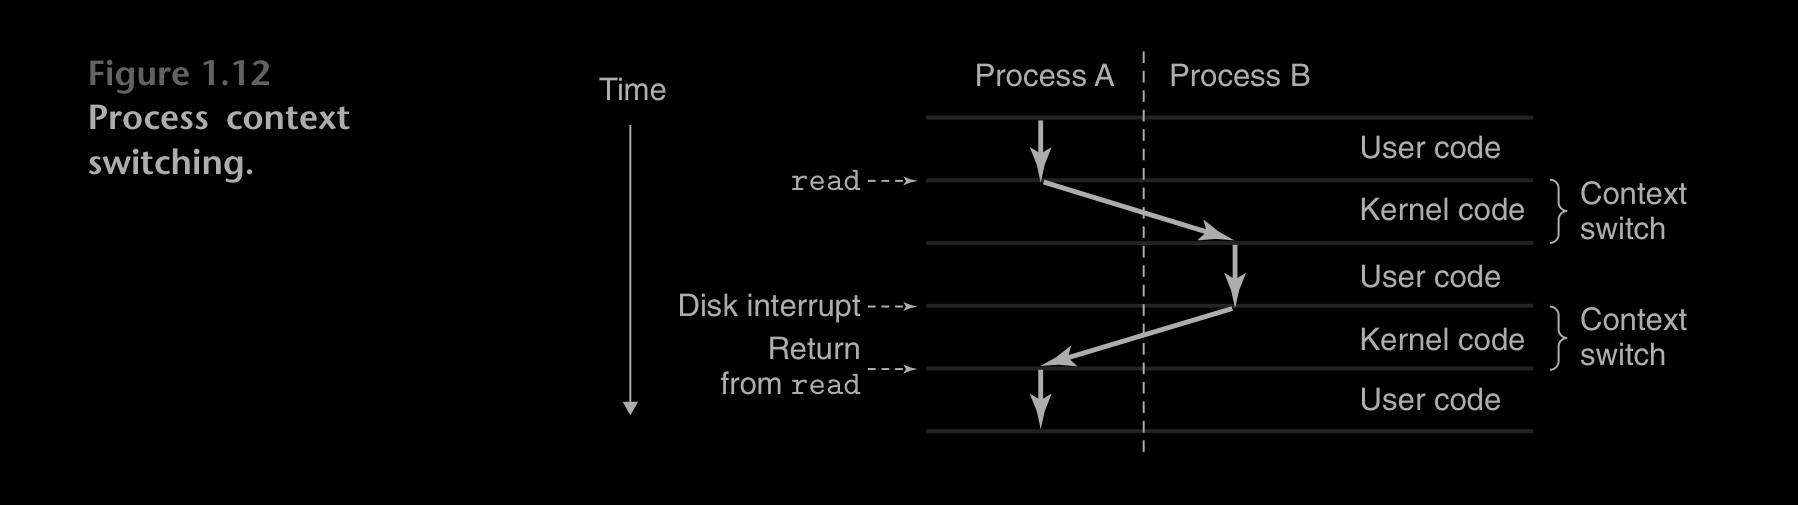 Figure 1.12
Process context
switching.
Time
Process A
Process B
User code
read
Kernel code
Context
switch
User code
Disk interrupt
Return
from read
Kernel code
Context
switch
User code